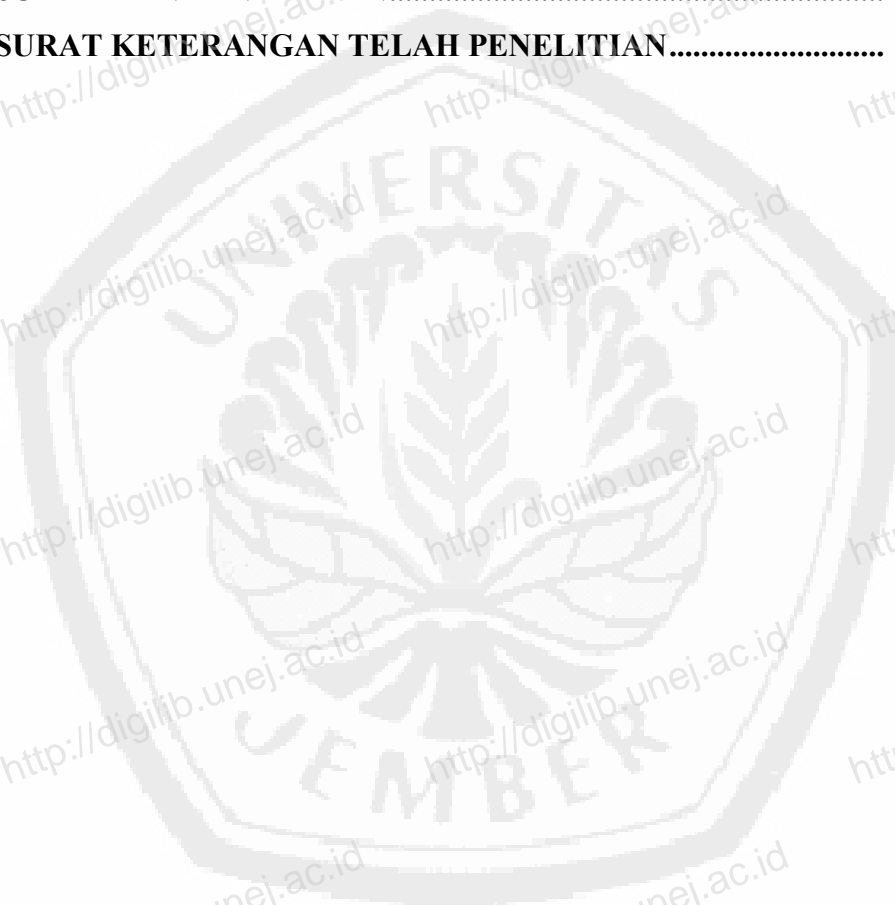 SURAT KETERANGAN TELAH PENELITIAN...........................
http://digilib.unej.ac.id
http://digilib.unej.ac.id
UNIVERSITAS
http://digilib.unej.ac.id
http://digilib.unej.ac.id
http://digilib.unej.ac.id
http://digilib.unej.ac.id
http://digilib.unej.ac.id
http://digilib.unej.ac.id
JEMBER